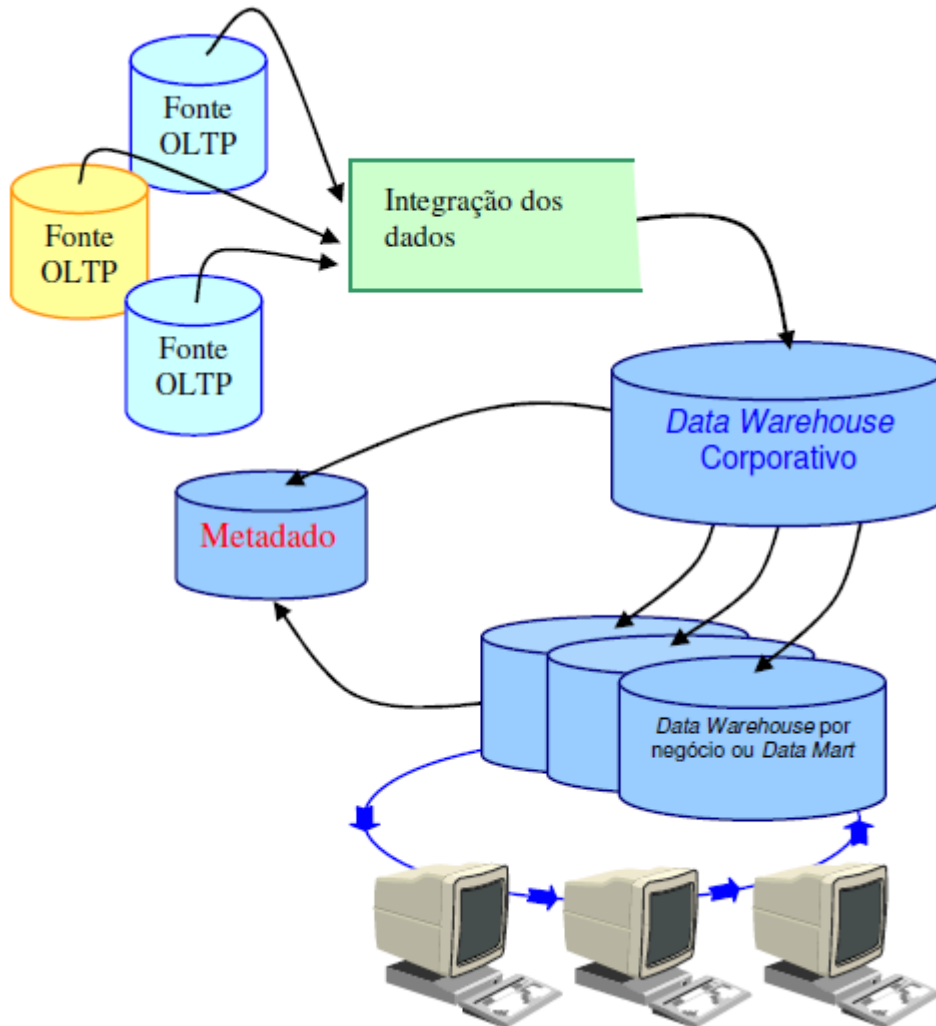 Fonte
OLTP
Fonte
OLTP
Fonte
OLTP
Integração dos
dados
Data Warehouse
Corporativo
Metadado
Data Warehouse por
negócio ou Data Mart